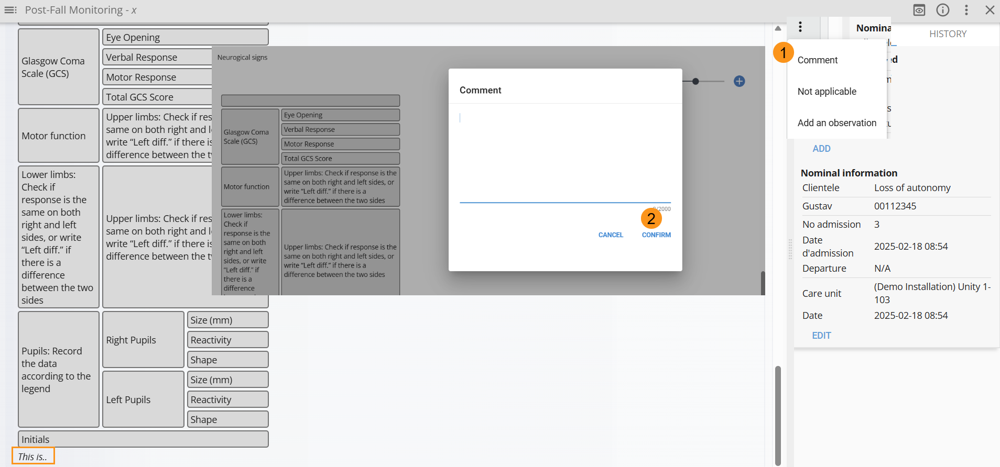 Post-Fall Monitoring - x
Glasgow Coma
Scale (GCS)
Eye Opening
Verbal Response
Motor Response
Total GCS Score
Motor function
Upper limbs: Check if res
same on both right and l
write “Left diff.” if there is
difference between the t
Lower limbs:
Check if
response is the
same on both
right and left
sides, or write
“Left diff.” if
there is a
difference
between the two
sides
Upper limbs: Check if res
same on both right and l
write “Left diff.” if there is
difference between the t
Pupils: Record
the data
according to the
legend
Right Pupils
Size (mm)
Reactivity
Shape
Left Pupils
Size (mm)
Reactivity
Shape
Initials
This is..
Neurogical signs
Glasgow Coma
Scale (GCS)
Eye Opening
Verbal Response
Motor Response
Total GCS Score
Motor function
Upper limbs: Check if response is the
same on both right and left sides, or
write “Left diff.” if there is a
difference between the two sides
Lower limbs:
Check if
response is the
same on both
right and left
sides, or write
“Left diff.” if
there is a
difference
Upper limbs: Check if response is the
same on both right and left sides, or
write “Left diff.” if there is a
difference between the two sides
Comment
/2000
2
CANCEL
CONFIRM
1
Comment
Not applicable
Add an observation
Nomina
HISTORY
ed
ADD
Nominal information
Clientele Loss of autonomy
Gustav 00112345
No admission 3
Date
d'admission
2025-02-18 08:54
Departure N/A
Care unit
(Demo Installation) Unity 1-
103
Date 2025-02-18 08:54
EDIT